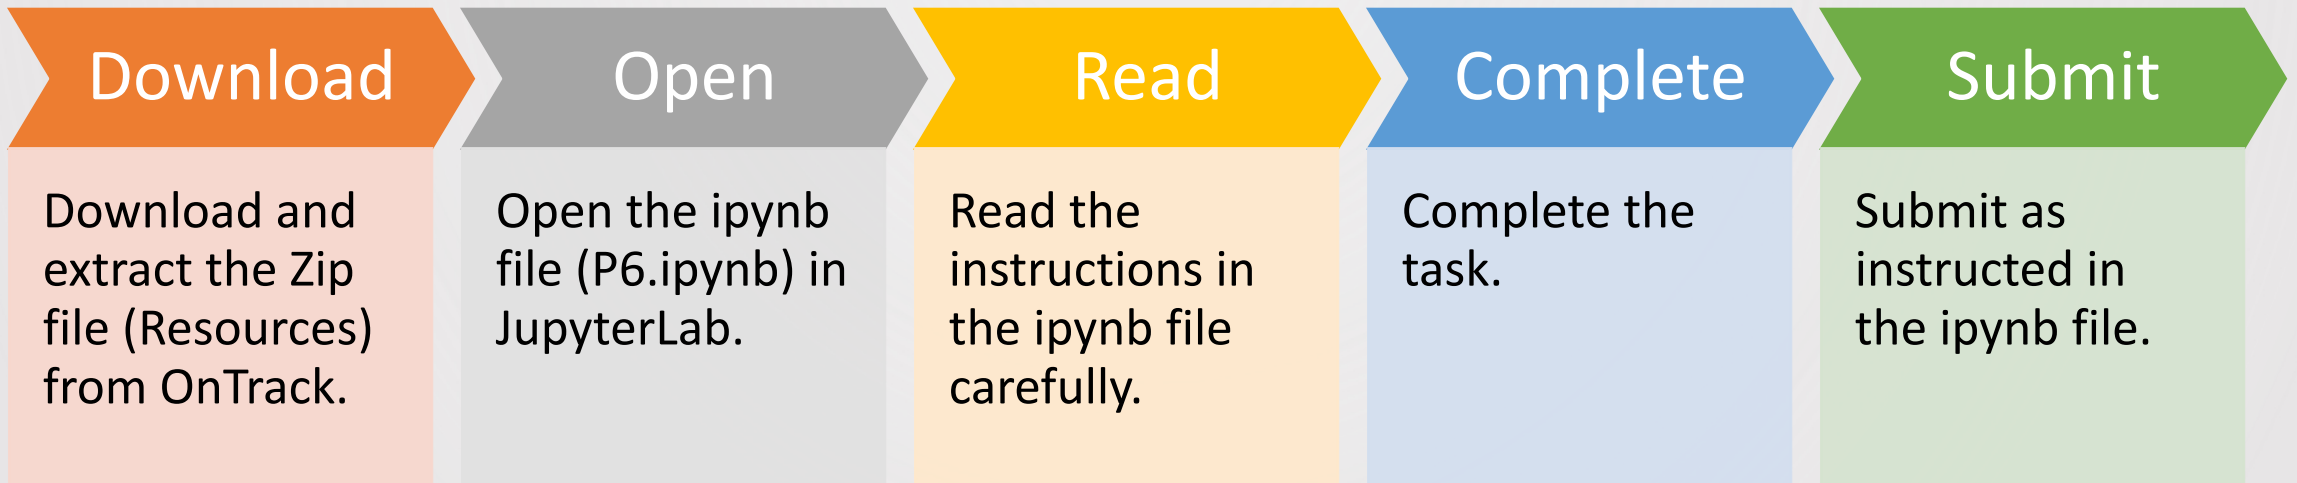 Download
Download and
extract the Zip
file (Resources)
from OnTrack.
Open
Open the ipynb
file (P6.ipynb) in
JupyterLab.
Read
Read the
instructions in
the ipynb file
carefully.
Complete
Complete the
task.
Submit
Submit as
instructed in
the ipynb file.